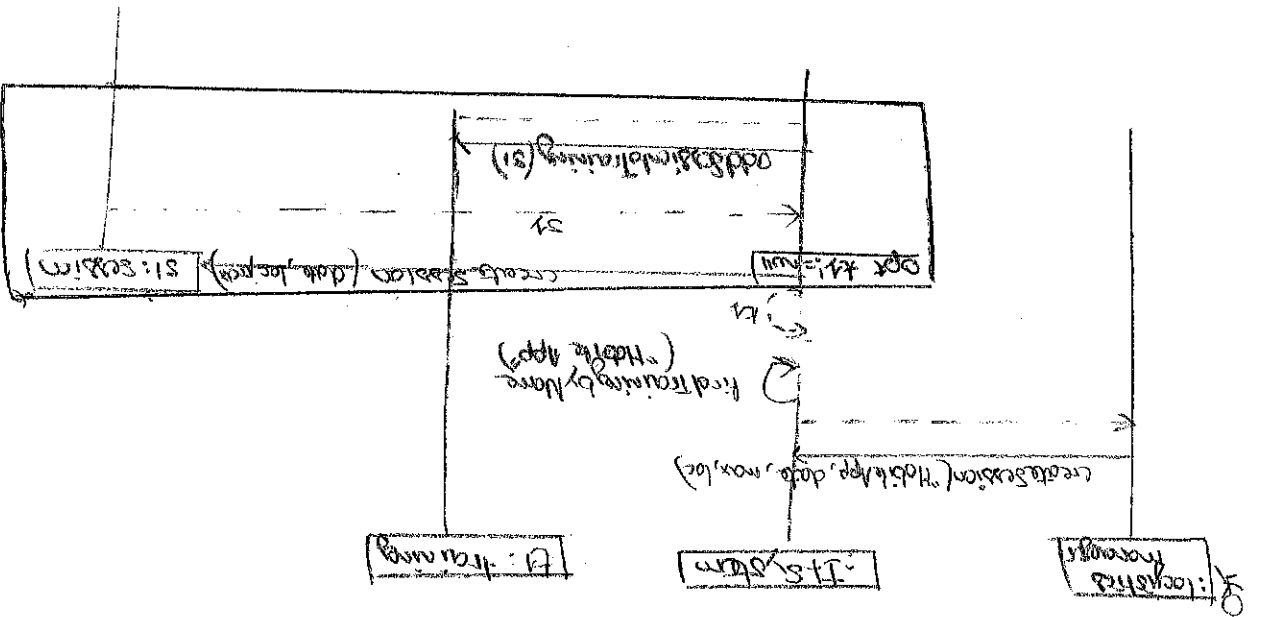 :logistics
manager
:ItSystem
t1: training
createSession("MobileApp, date, max, loc)
findTrainingbyName
("Mobile App")
t1
opt t1!=null
createSession (date, loc,
s1:session
s1
addSessiontoTraining(s1)